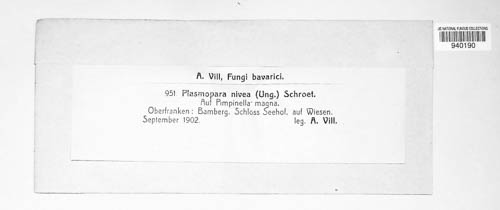 US NATIONAL FUNGUS COLLECTIONS
940190
A. Vill, Fungi bavarici.
951 Plasmopara nivea (Ung.) Schroet.
Auf Pimpinella magna.
Oberfranken: Bamberg. Schloss Seehof. auf Wiesen.
September 1902. leg. A. Vill.